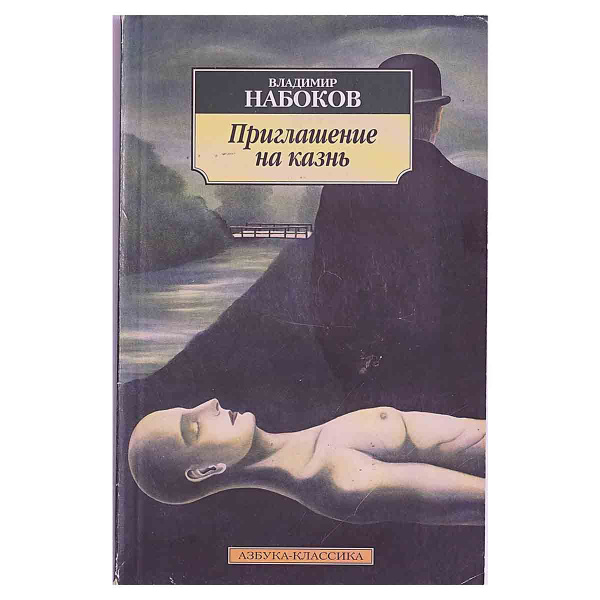 ВЛАДИМИР
НАБОКОВ
Приглашение
на казнь
АЗБУКА-КЛАССИКА